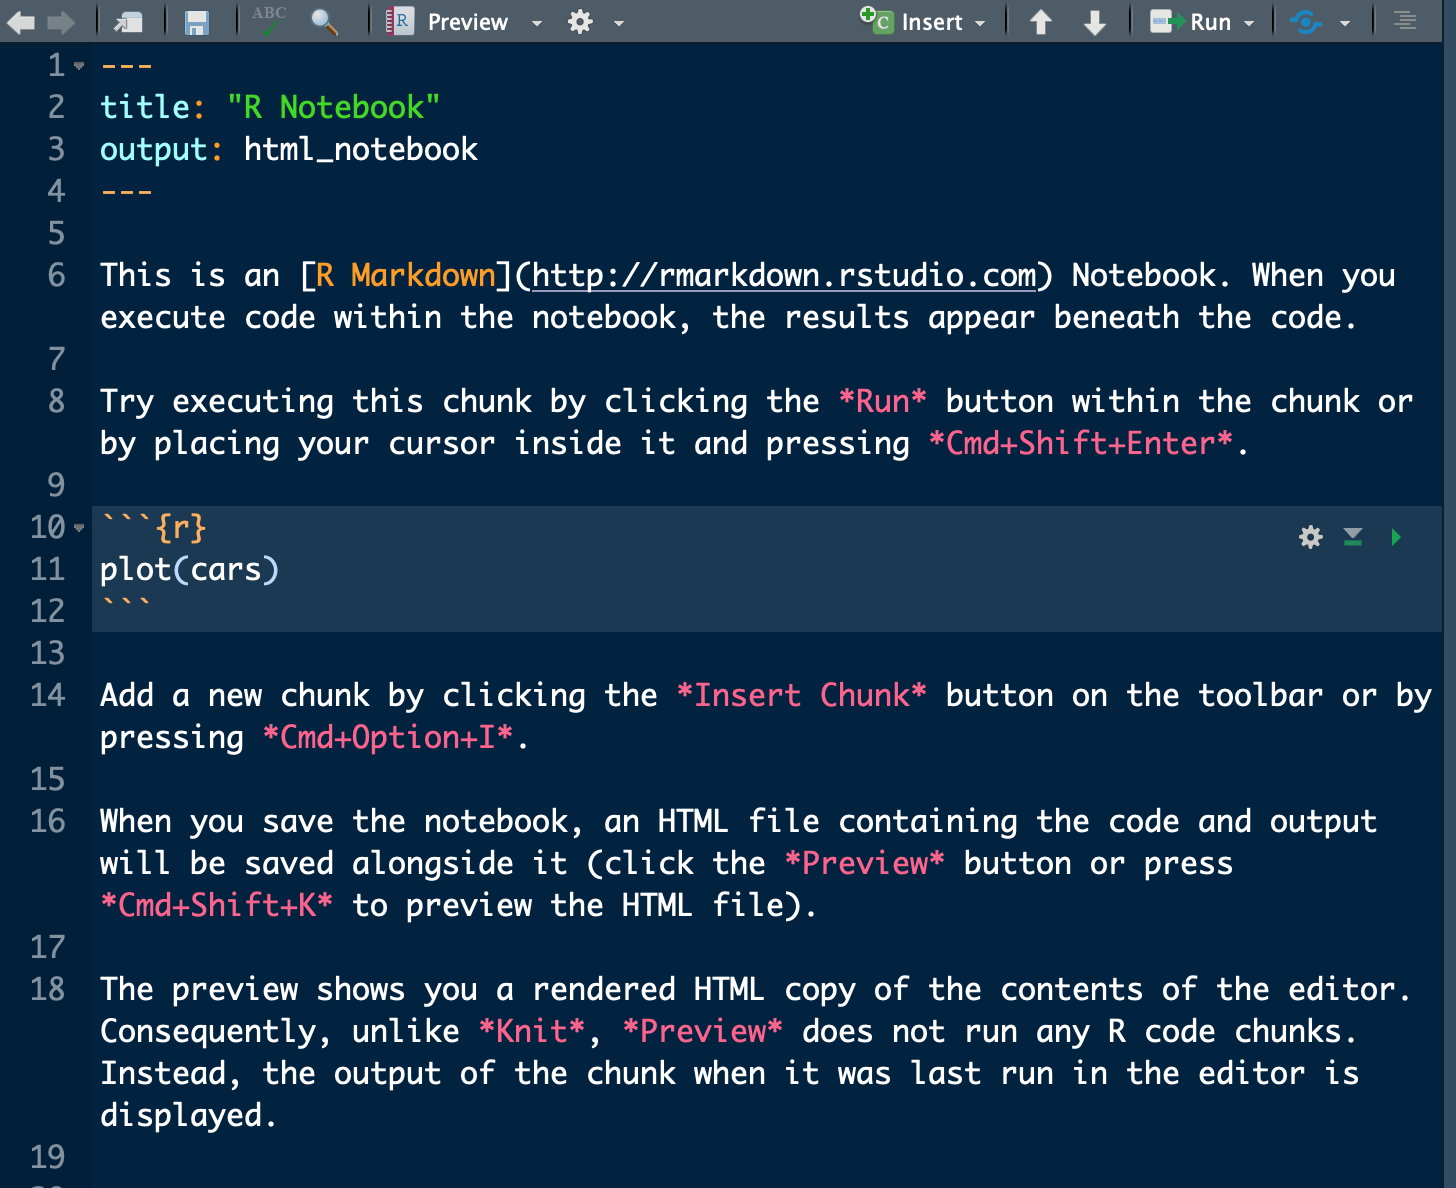 ABC Preview Insert Run
1 ---
2 title: "R Notebook"
3 output: html_notebook
4 ---
5
6 This is an [R Markdown](http://rmarkdown.rstudio.com) Notebook. When you
execute code within the notebook, the results appear beneath the code.
7
8 Try executing this chunk by clicking the *Run* button within the chunk or
by placing your cursor inside it and pressing *Cmd+Shift+Enter*.
9
10 ```{r}
11 plot(cars)
12 ```
13
14 Add a new chunk by clicking the *Insert Chunk* button on the toolbar or by
pressing *Cmd+Option+I*.
15
16 When you save the notebook, an HTML file containing the code and output
will be saved alongside it (click the *Preview* button or press
*Cmd+Shift+K* to preview the HTML file).
17
18 The preview shows you a rendered HTML copy of the contents of the editor.
Consequently, unlike *Knit*, *Preview* does not run any R code chunks.
Instead, the output of the chunk when it was last run in the editor is
displayed.
19